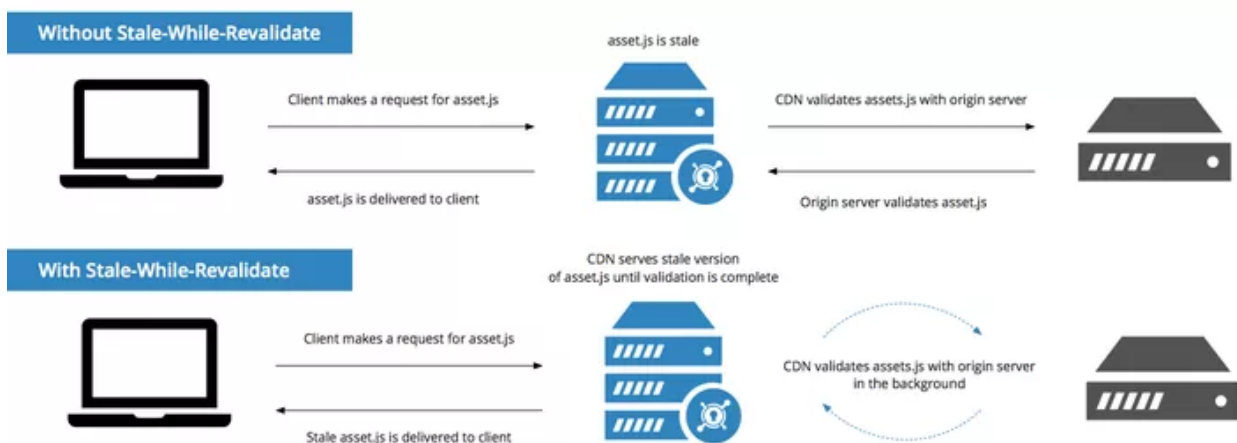 Without Stale-While-Revalidate
asset.js is stale
Client makes a request for asset.js
CDN validates assets.js with origin server
asset.js is delivered to client
Origin server validates asset.js
With Stale-While-Revalidate
CDN serves stale version
of asset.js until validation is complete
Client makes a request for asset.js
CDN validates assets.js with origin server
in the background
Stale asset.js is delivered to client